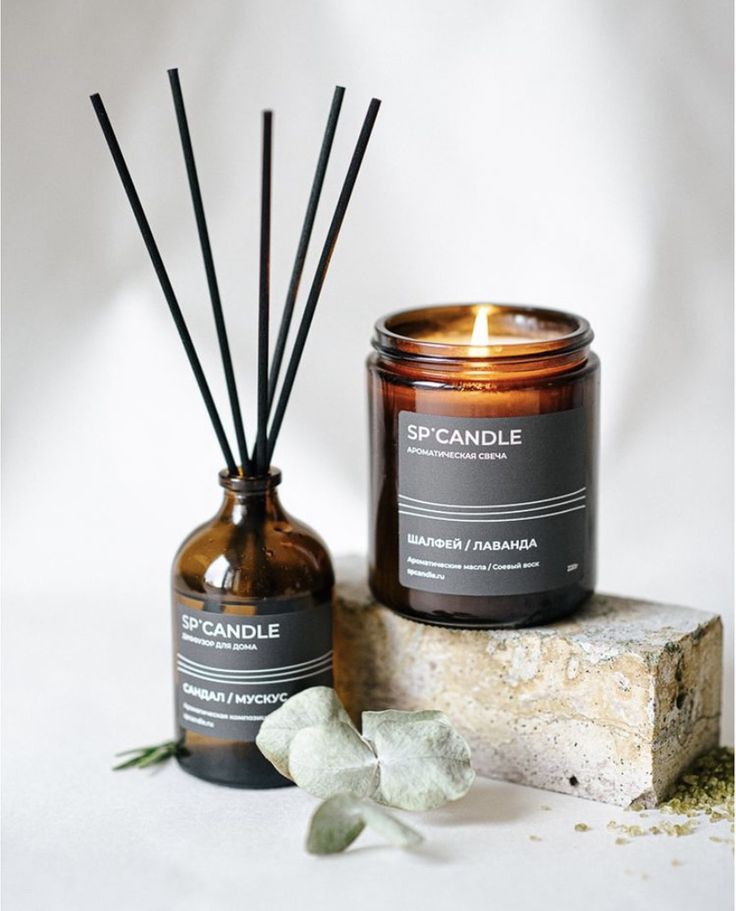 SP*CANDLE
АРОМАТИЧЕСКАЯ СВЕЧА
ШАЛФЕЙ / ЛАВАНДА
Ароматические масла / Соевый воск
spcandle.ru
SP*CANDLE
ДИФФУЗОР ДЛЯ ДОМА
САНДАЛ / МУСКУС
Ароматическая
spcandle.ru